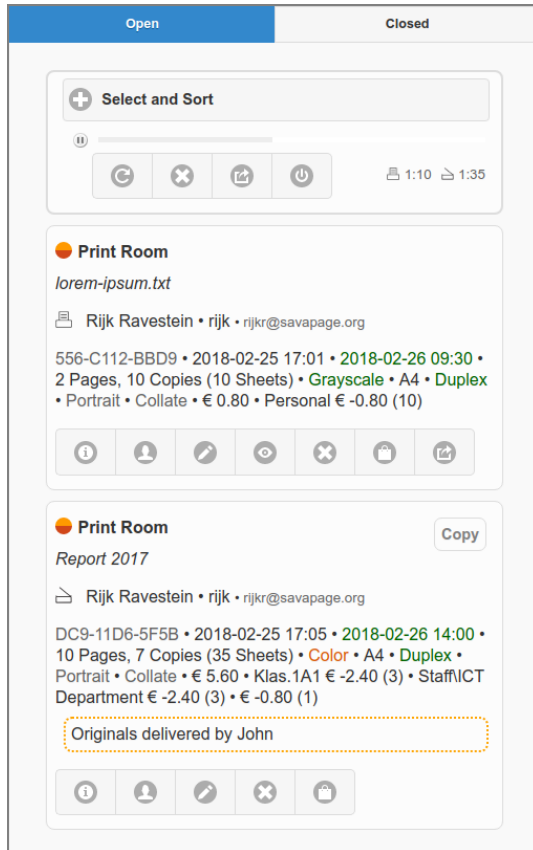 Open Closed
Select and Sort
1:10 1:35
Print Room
lorem-ipsum.txt
Rijk Ravestein • rijk • rijkr@savapage.org
556-C112-BBD9 • 2018-02-25 17:01 • 2018-02-26 09:30 •
2 Pages, 10 Copies (10 Sheets) • Grayscale • A4 • Duplex
• Portrait • Collate • € 0.80 • Personal € -0.80 (10)
Print Room
Copy
Report 2017
Rijk Ravestein • rijk • rijkr@savapage.org
DC9-11D6-5F5B • 2018-02-25 17:05 • 2018-02-26 14:00 •
10 Pages, 7 Copies (35 Sheets) • Color • A4 • Duplex •
Portrait • Collate • € 5.60 • Klas.1A1 € -2.40 (3) • Staff\ICT
Department € -2.40 (3) • € -0.80 (1)
Originals delivered by John